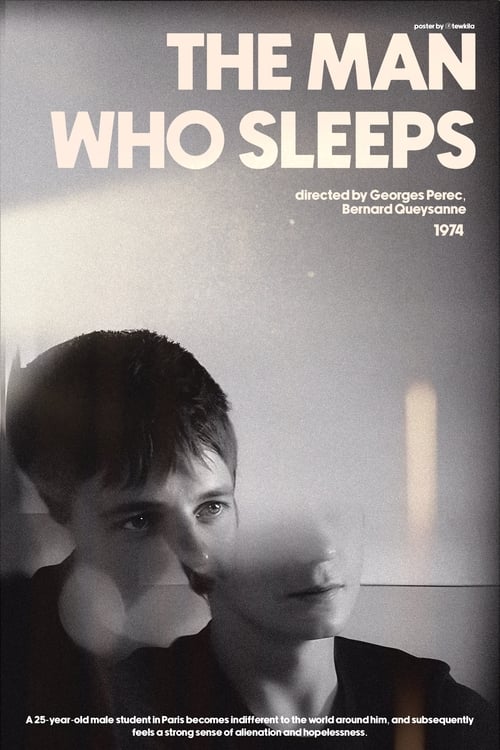 poster by @tewkila
THE MAN
WHO SLEEPS
directed by Georges Perec,
Bernard Queysanne
1974
A 25-year-old male student in Paris becomes indifferent to the world around him, and subsequently
feels a strong sense of alienation and hopelessness.